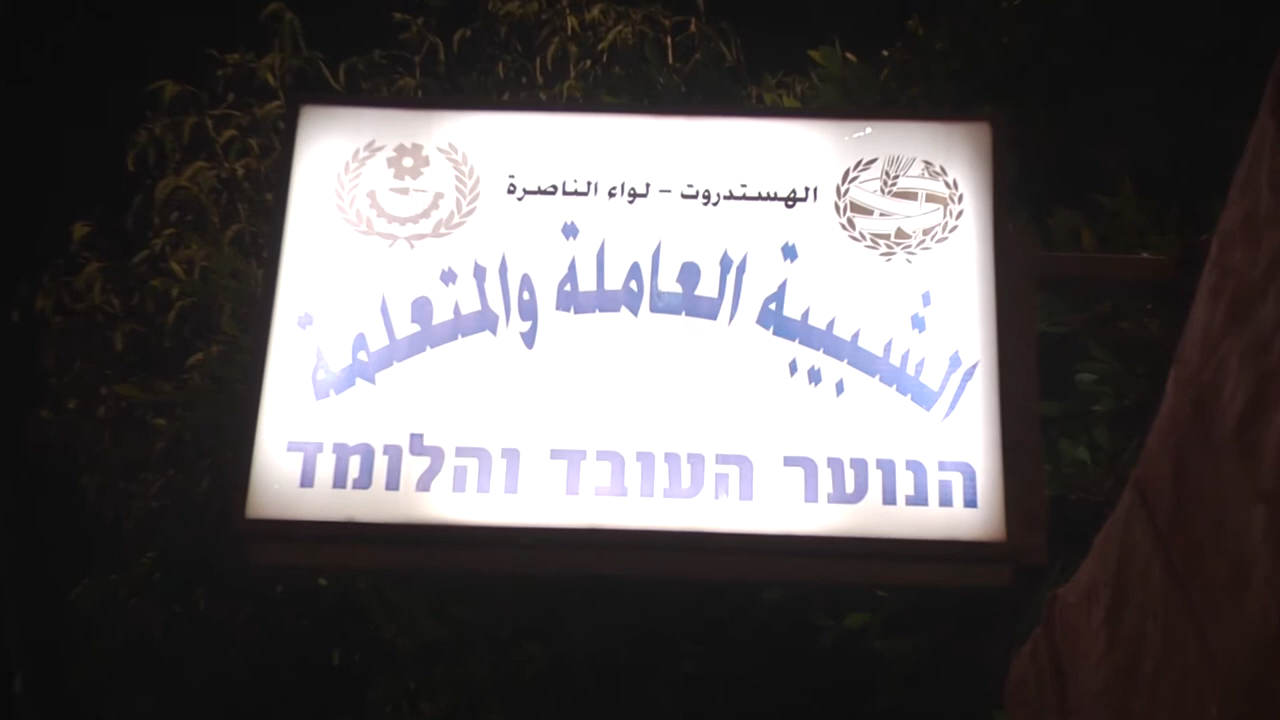 الهستدروت - لواء الناصرة
الشبيبة العاملة والمتعلمة
הנוער העובד והלומד